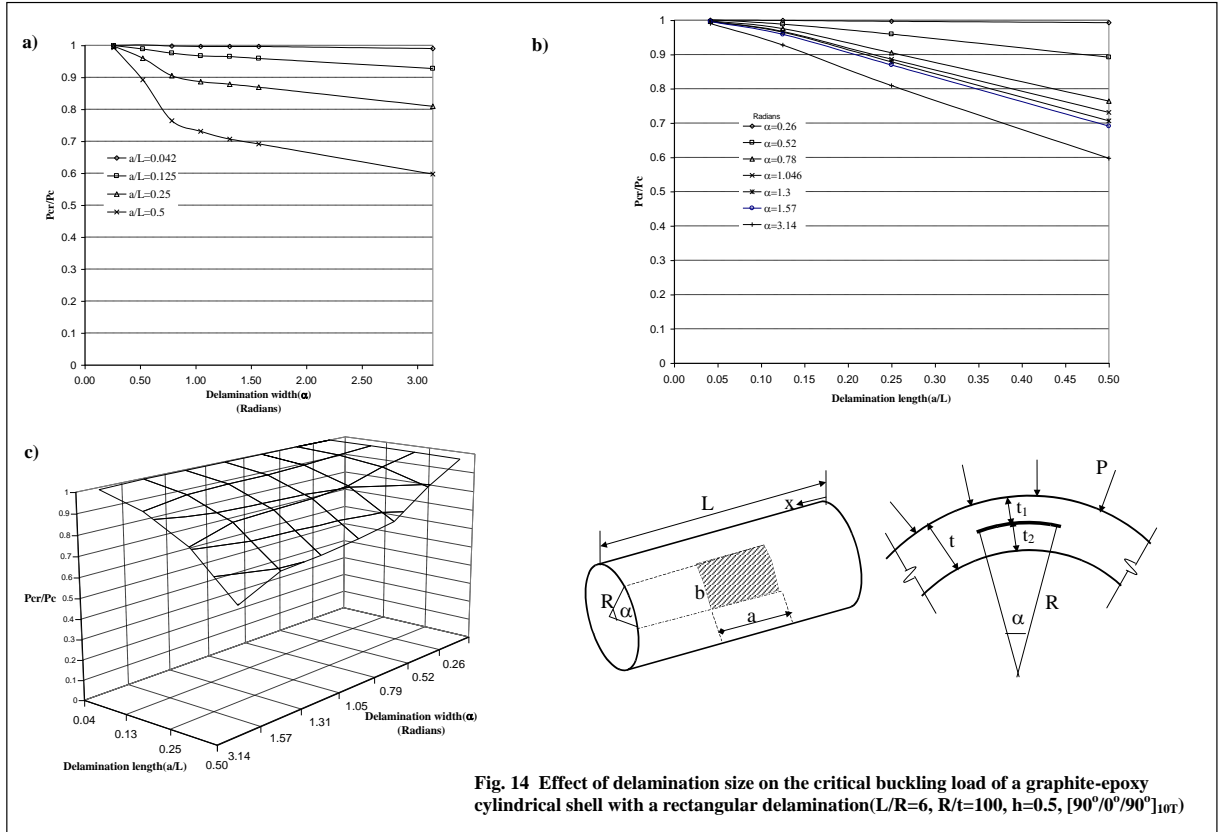 a)
1
0.9
0.8
0.7
0.6
0.5
0.4
0.3
0.2
0.1
0
Pcr/Pc
a/L=0.042
a/L=0.125
a/L=0.25
a/L=0.5
0.00 0.50 1.00 1.50 2.00 2.50 3.00
Delamination width(α)
(Radians)
b)
1
0.9
0.8
0.7
0.6
0.5
0.4
0.3
0.2
0.1
0
Pcr/Pc
Radians
α=0.26
α=0.52
α=0.78
α=1.046
α=1.3
α=1.57
α=3.14
0.00 0.05 0.10 0.15 0.20 0.25 0.30 0.35 0.40 0.45 0.50
Delamination length(a/L)
c)
1
0.9
0.8
0.7
0.6
0.5
0.4
0.3
0.2
0.1
0
Pcr/Pc
0.04
0.13
0.25
0.50
Delamination length(a/L)
3.14
1.57
1.31
1.05
0.79
0.52
0.26
Delamination width(α)
(Radians)
L
x
R
α
b
a
P
t1
t2
t
R
α
Fig. 14 Effect of delamination size on the critical buckling load of a graphite-epoxy
cylindrical shell with a rectangular delamination(L/R=6, R/t=100, h=0.5, [90°/0°/90°]10T)